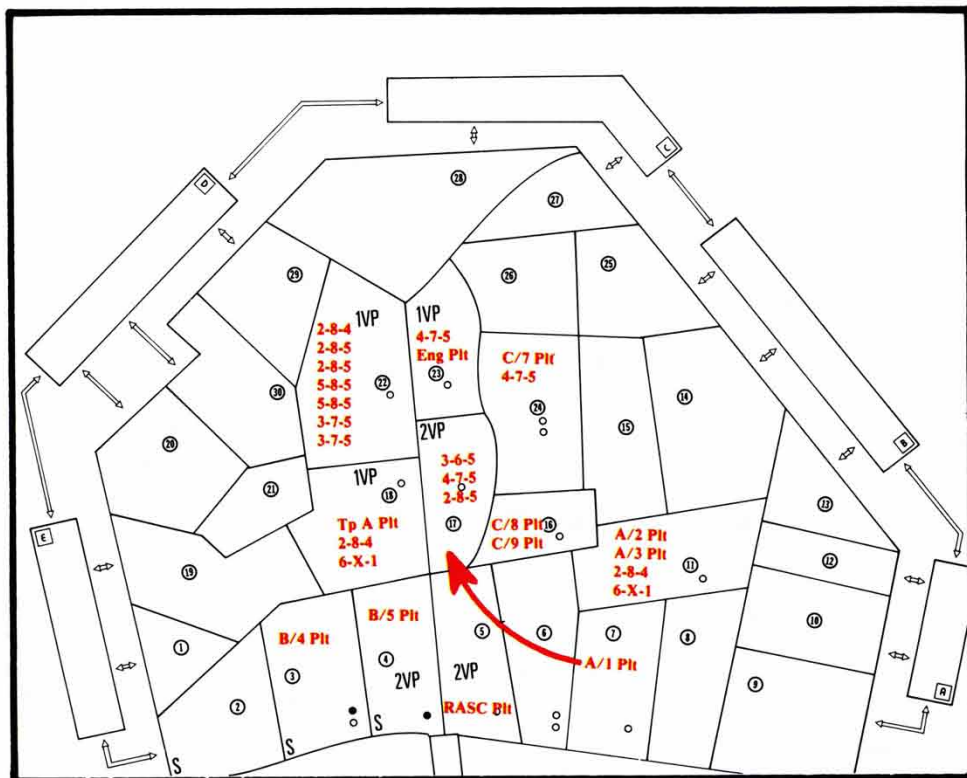 C
D
28
27
29
26
25
1VP
2-8-4
2-8-5
2-8-5
5-8-5
5-8-5
3-7-5
3-7-5
22
1VP
4-7-5
Eng Plt
23
C/7 Plt
4-7-5
24
B
14
15
30
20
21
2VP
3-6-5
4-7-5
2-8-5
17
1VP
18
Tp A Plt
2-8-4
6-X-1
C/8 Plt
C/9 Plt
16
A/2 Plt
A/3 Plt
2-8-4
6-X-1
11
13
12
E
19
10
A
1
B/4 Plt
3
B/5 Plt
4
2VP
5
2VP
RASC Plt
6
7
A/1 Plt
8
9
2
S
S
S